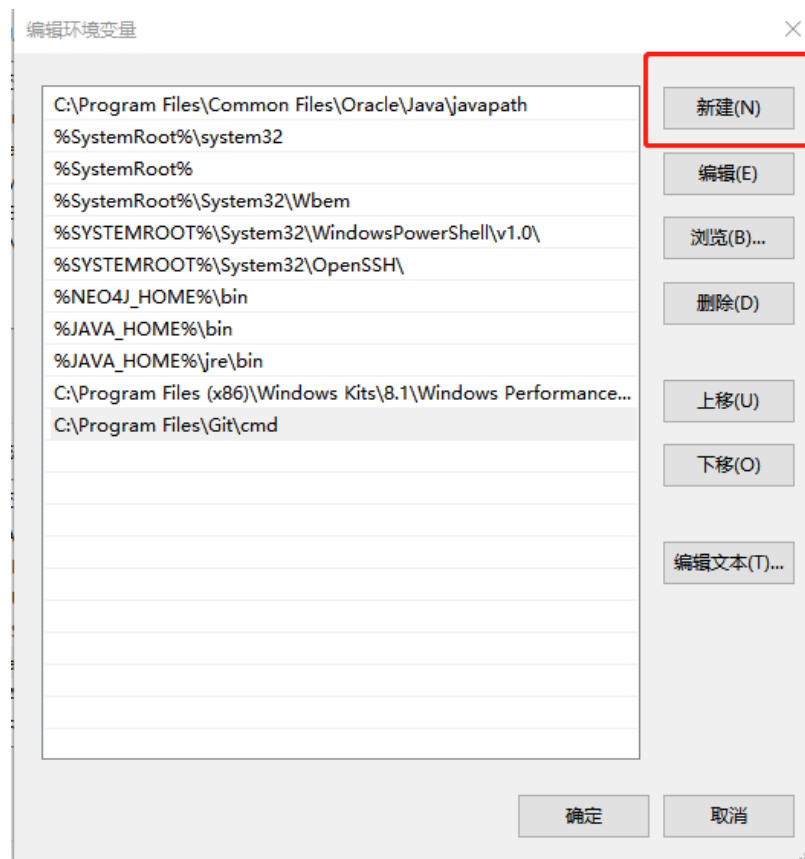 编辑环境变量
C:\Program Files\Common Files\Oracle\Java\javapath
%SystemRoot%\system32
%SystemRoot%
%SystemRoot%\System32\Wbem
%SYSTEMROOT%\System32\WindowsPowerShell\v1.0\
%SYSTEMROOT%\System32\OpenSSH\
%NEO4J_HOME%\bin
%JAVA_HOME%\bin
%JAVA_HOME%\jre\bin
C:\Program Files (x86)\Windows Kits\8.1\Windows Performance...
C:\Program Files\Git\cmd
新建(N)
编辑(E)
浏览(B)...
删除(D)
上移(U)
下移(O)
编辑文本(T)...
确定
取消